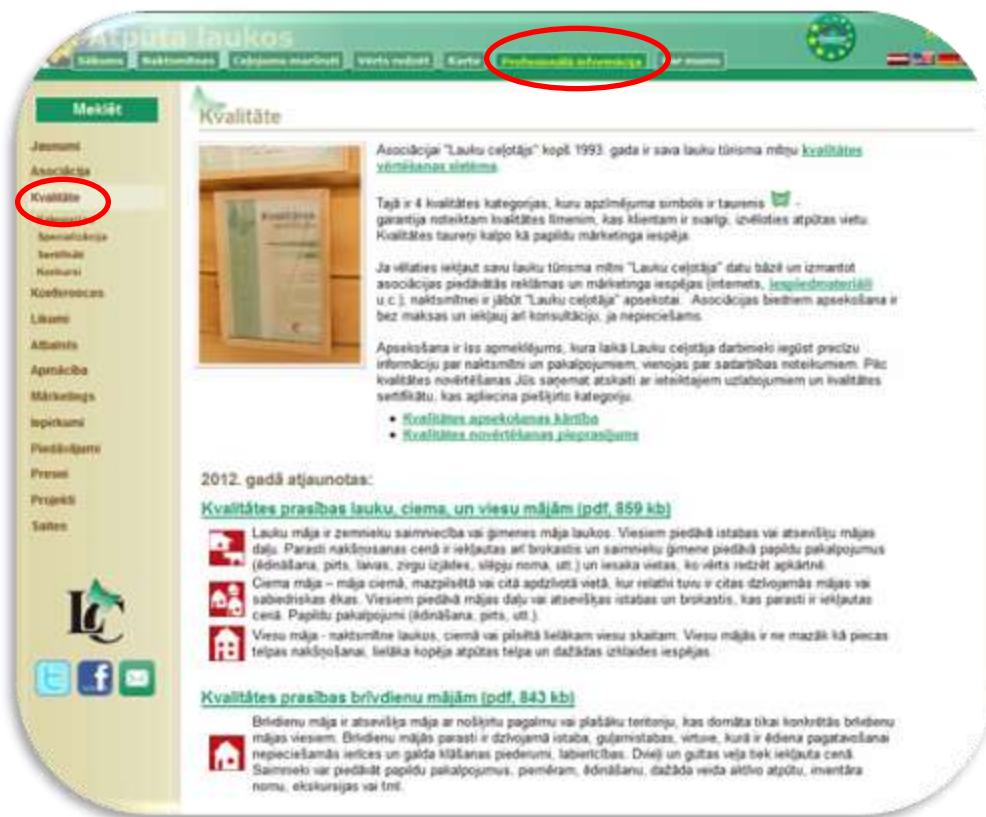 Atpūta laukos
Sākums Naktsmītnes Ceļojumu maršruti Vērts redzēt Karte Profesionālā informācija Par mums
Meklēt
Jaunumi
Asociācija
Kvalitāte
Kategorijas
Specializācija
Sertifikāti
Konkursi
Konferences
Likumi
Atbalsts
Apmācība
Mārketings
Iepirkumi
Piedāvājumi
Presei
Projekti
Saites
LC
Kvalitāte
Asociācijai "Lauku ceļotājs" kopš 1993. gada ir sava lauku tūrisma mītņu kvalitātes
vērtēšanas sistēma.
Tajā ir 4 kvalitātes kategorijas, kuru apzīmējuma simbols ir taurenis -
garantija noteiktam kvalitātes līmenim, kas klientam ir svarīgi, izvēloties atpūtas vietu.
Kvalitātes taureņi kalpo kā papildu mārketinga iespēja.
Ja vēlaties iekļaut savu lauku tūrisma mītni "Lauku ceļotāja" datu bāzē un izmantot
asociācijas piedāvātās reklāmas un mārketinga iespējas (internets, iespiedmateriāli
u.c.), naktsmītnei ir jābūt "Lauku ceļotāja" apsekotai. Asociācijas biedriem apsekošana ir
bez maksas un iekļauj arī konsultāciju, ja nepieciešams.
Apsekošana ir īss apmeklējums, kura laikā Lauku ceļotāja darbinieki iegūst precīzu
informāciju par naktsmītni un pakalpojumiem, vienojas par sadarbības noteikumiem. Pēc
kvalitātes novērtēšanas Jūs saņemat atskaiti ar ieteiktajiem uzlabojumiem un kvalitātes
sertifikātu, kas apliecina piešķirto kategoriju.
• Kvalitātes apsekošanas kārtība
• Kvalitātes novērtēšanas pieprasījums
2012. gadā atjaunotas:
Kvalitātes prasības lauku, ciema, un viesu mājām (pdf, 859 kb)
Lauku māja ir zemnieku saimniecība vai ģimenes māja laukos. Viesiem piedāvā istabas vai atsevišķu mājas
daļu. Parasti nakšņošanas cenā ir iekļautas arī brokastis un saimnieku ģimene piedāvā papildu pakalpojumus
(ēdināšana, pirts, laivas, zirgu izjādes, slēpju noma, utt.) un iesaka vietas, ko vērts redzēt apkārtnē.
Ciema māja – māja ciemā, mazpilsētā vai citā apdzīvotā vietā, kur relatīvi tuvu ir citas dzīvojamās mājas vai
sabiedriskas ēkas. Viesiem piedāvā mājas daļu vai atsevišķas istabas un brokastis, kas parasti ir iekļautas
cenā. Papildu pakalpojumi (ēdināšana, pirts, utt.).
Viesu māja - naktsmītne laukos, ciemā vai pilsētā lielākam viesu skaitam. Viesu mājās ir ne mazāk kā piecas
telpas nakšņošanai, lielāka kopēja atpūtas telpa un dažādas izklaides iespējas.
Kvalitātes prasības brīvdienu mājām (pdf, 843 kb)
Brīvdienu māja ir atsevišķa māja ar nošķirtu pagalmu vai plašāku teritoriju, kas domāta tikai konkrētās brīvdienu
mājas viesiem. Brīvdienu mājās parasti ir dzīvojamā istaba, guļamistabas, virtuve, kurā ir ēdiena pagatavošanai
nepieciešamās ierīces un galda klāšanas piederumi, labierīcības. Dvieļi un gultas veļa tiek iekļauta cenā.
Saimnieki var piedāvāt papildu pakalpojumus, piemēram, ēdināšanu, dažāda veida aktīvo atpūtu, inventāra
nomu, ekskursijas vai tml.